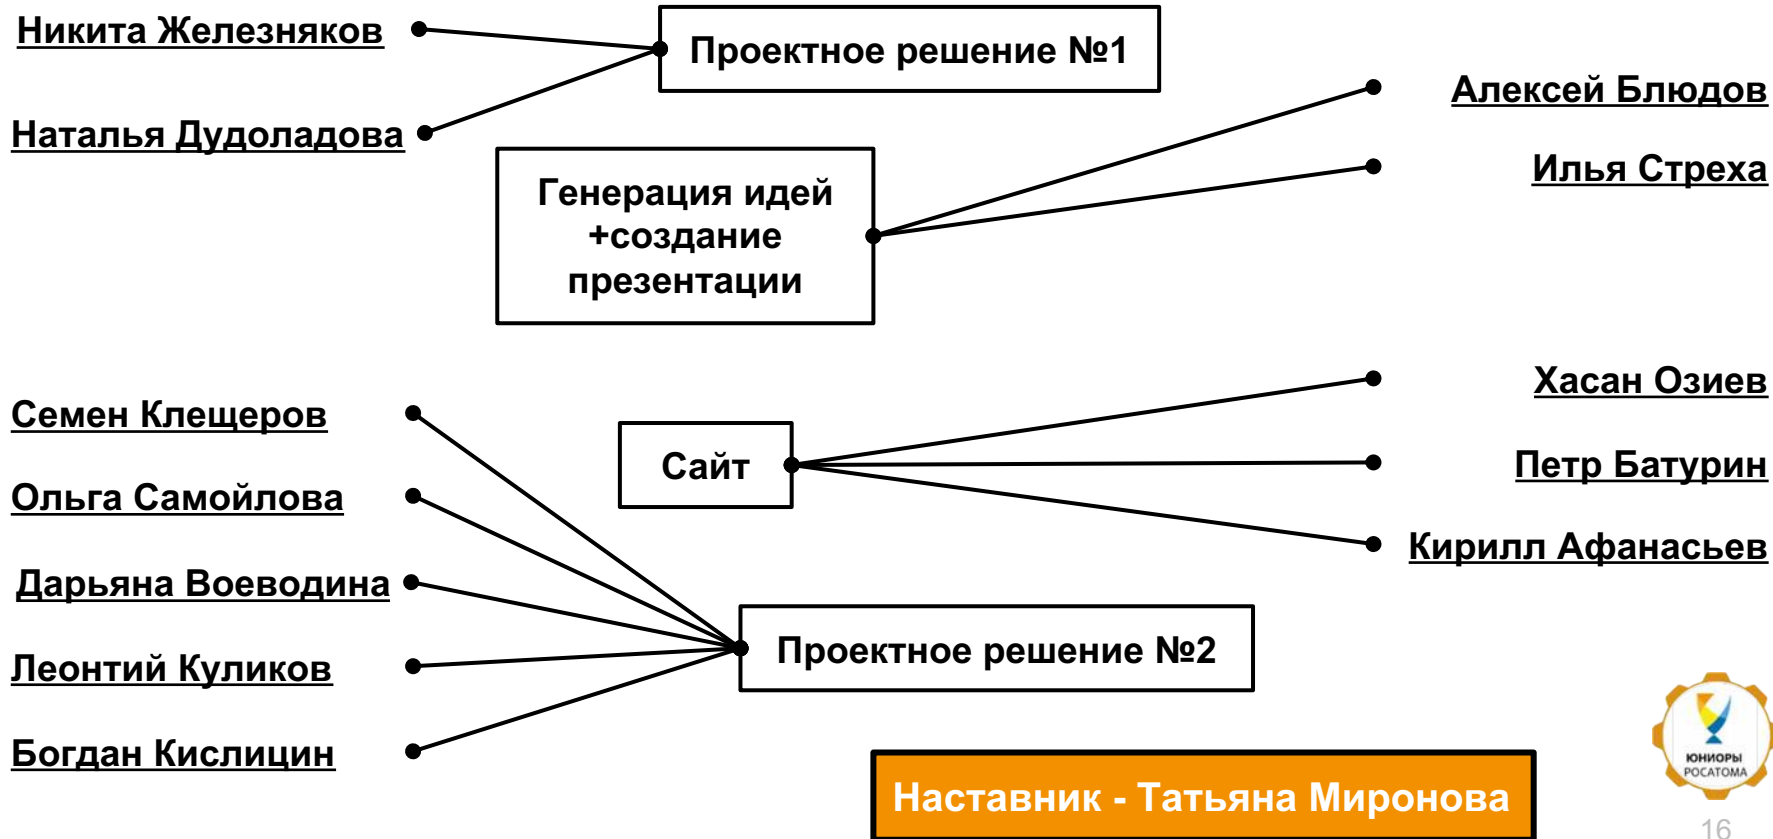 Никита Железняков
Проектное решение №1
Алексей Блюдов
Наталья Дудоладова
Илья Стреха
Генерация идей
+создание
презентации
Хасан Озиев
Семен Клещеров
Сайт
Петр Батурин
Ольга Самойлова
Кирилл Афанасьев
Дарьяна Воеводина
Проектное решение №2
Леонтий Куликов
Богдан Кислицин
ЮНИОРЫ
РОСАТОМА
Наставник - Татьяна Миронова
16